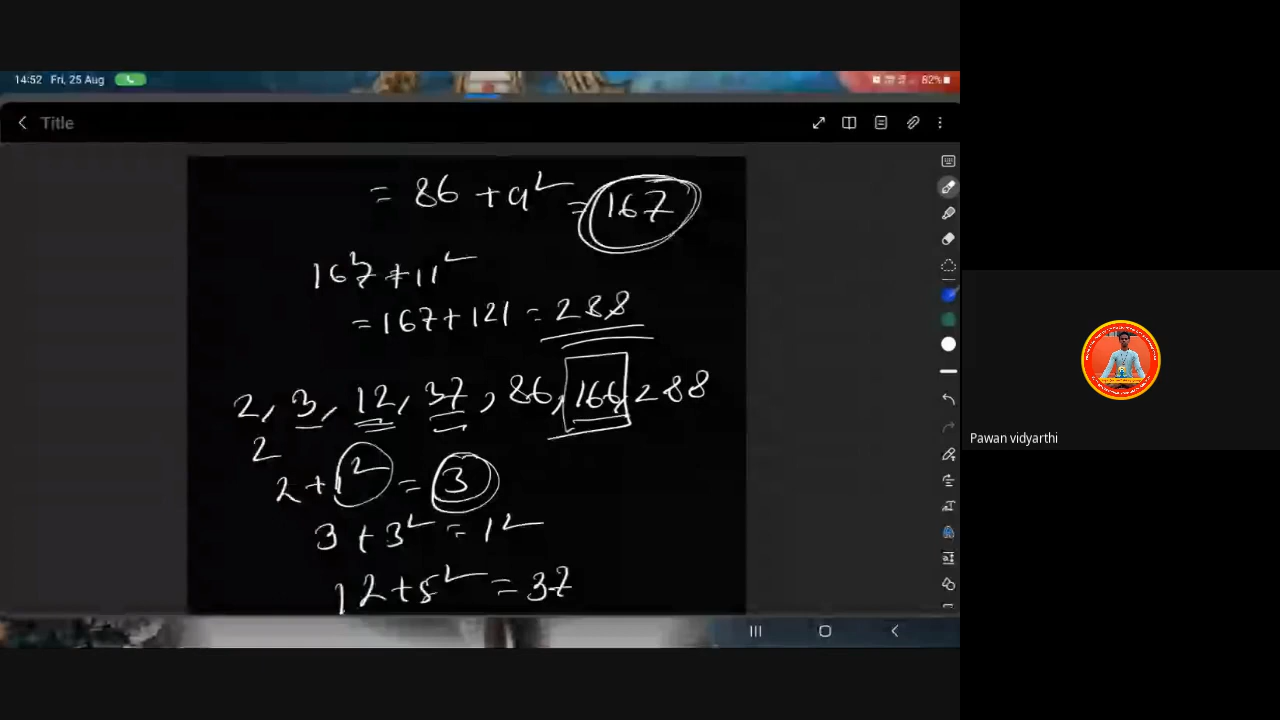 14:52 Fri, 25 Aug 82%
Title
= 86 + 9² = 167
167 + 11²
= 167 + 121 = 288
2, 3, 12, 37, 86, 166, 288
2
2 + 1² = 3
3 + 3² = 12
12 + 5² = 37
Pawan vidyarthi